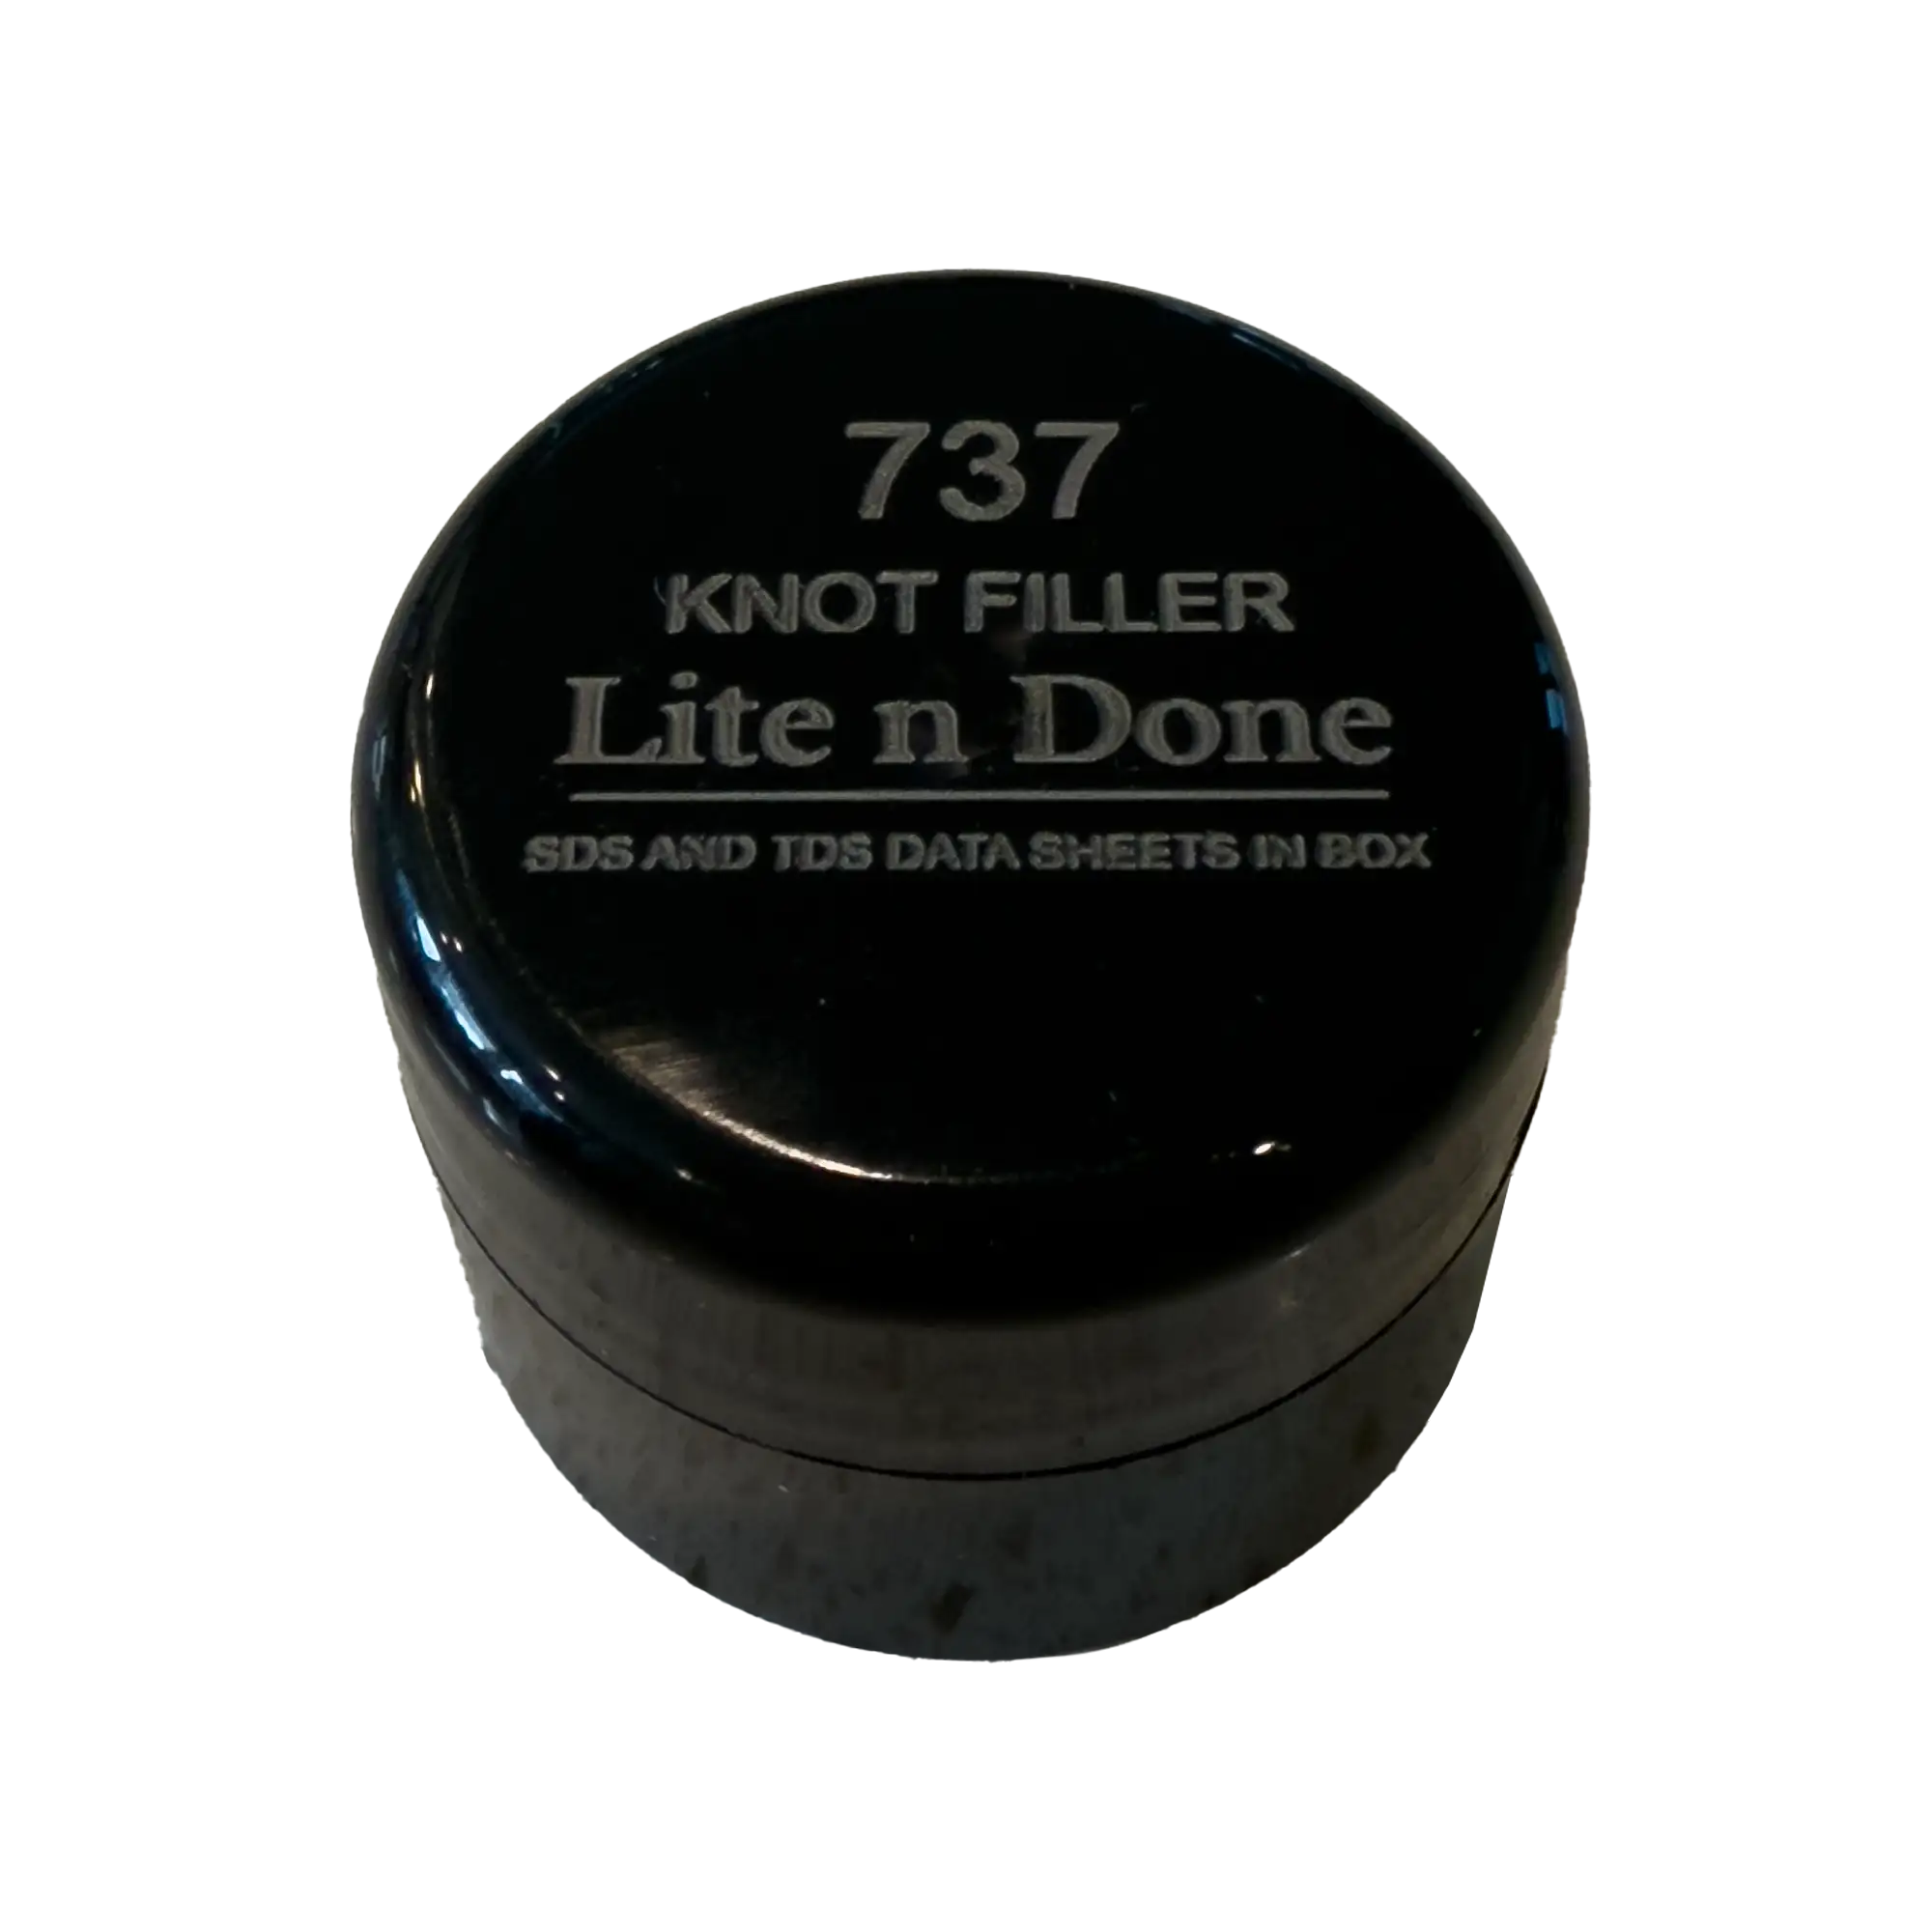 737
KNOT FILLER
Lite n Done
SDS AND TDS DATA SHEETS IN BOX